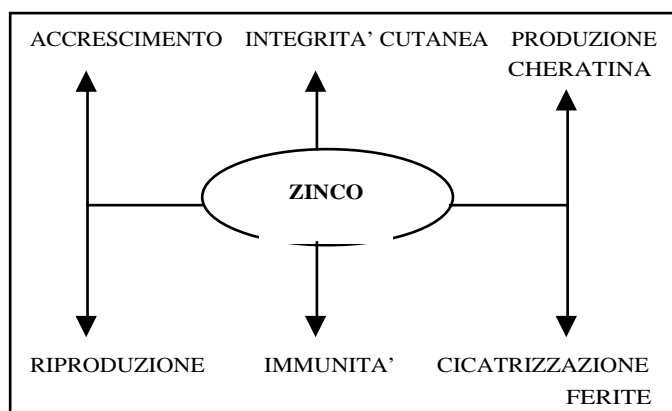 ACCRESCIMENTO INTEGRITA’ CUTANEA PRODUZIONE
CHERATINA
ZINCO
RIPRODUZIONE IMMUNITA’ CICATRIZZAZIONE
FERITE